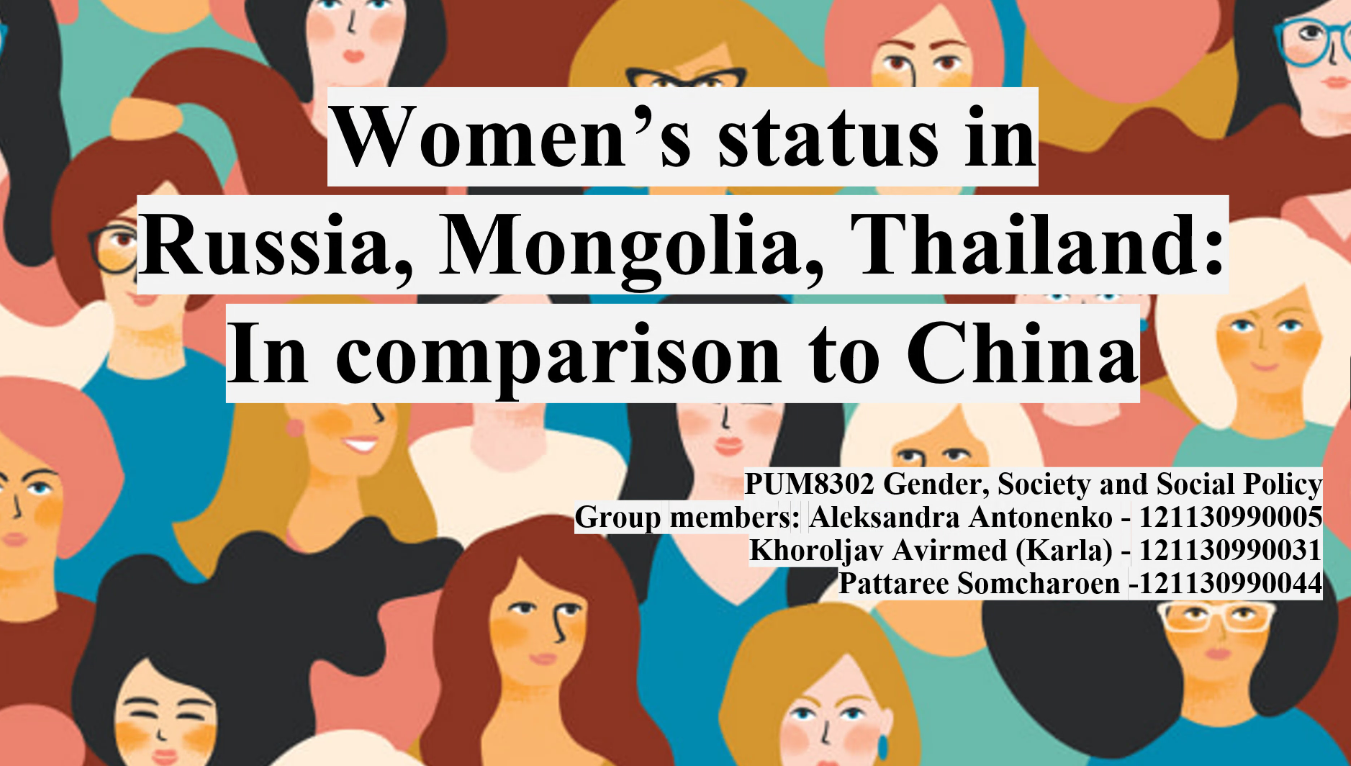 Women’s status in
Russia, Mongolia, Thailand:
In comparison to China
PUM8302 Gender, Society and Social Policy
Group members: Aleksandra Antonenko - 121130990005
Khoroljav Avirmed (Karla) - 121130990031
Pattaree Somcharoen -121130990044